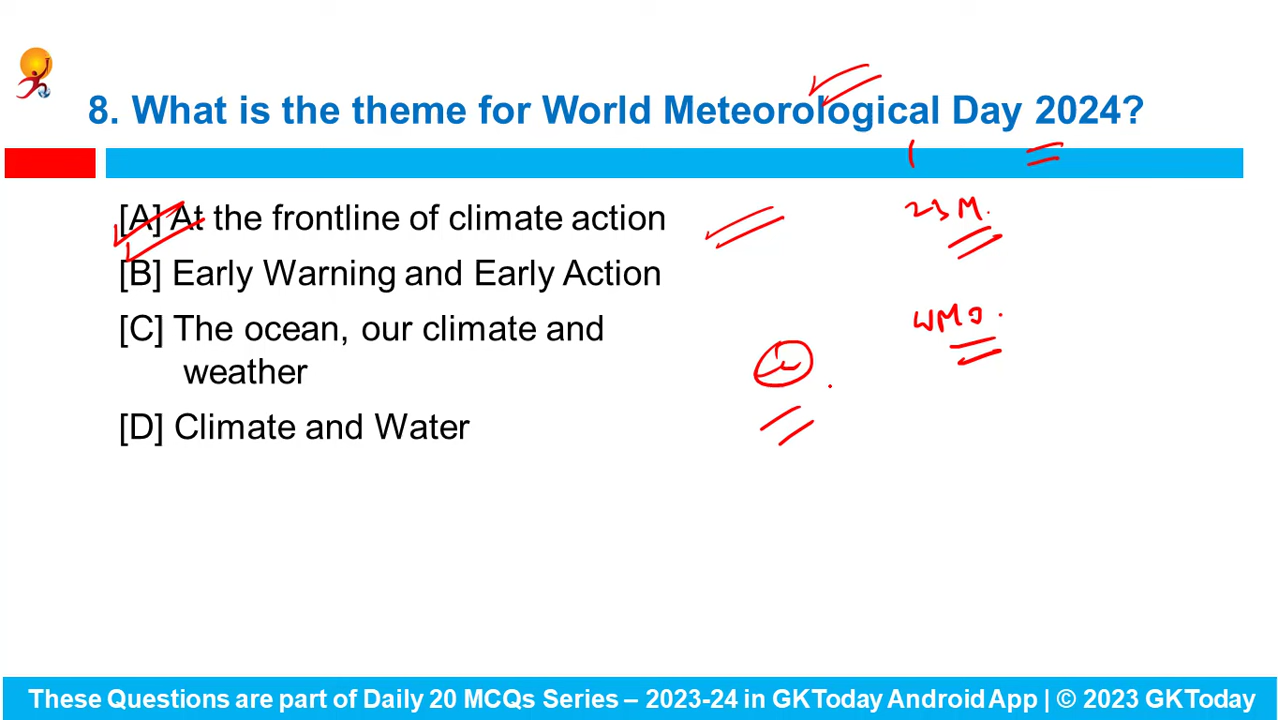 8. What is the theme for World Meteorological Day 2024?
[A] At the frontline of climate action
23 M.
[B] Early Warning and Early Action
[C] The ocean, our climate and
WMO.
weather
[D] Climate and Water
These Questions are part of Daily 20 MCQs Series – 2023-24 in GKToday Android App | © 2023 GKToday